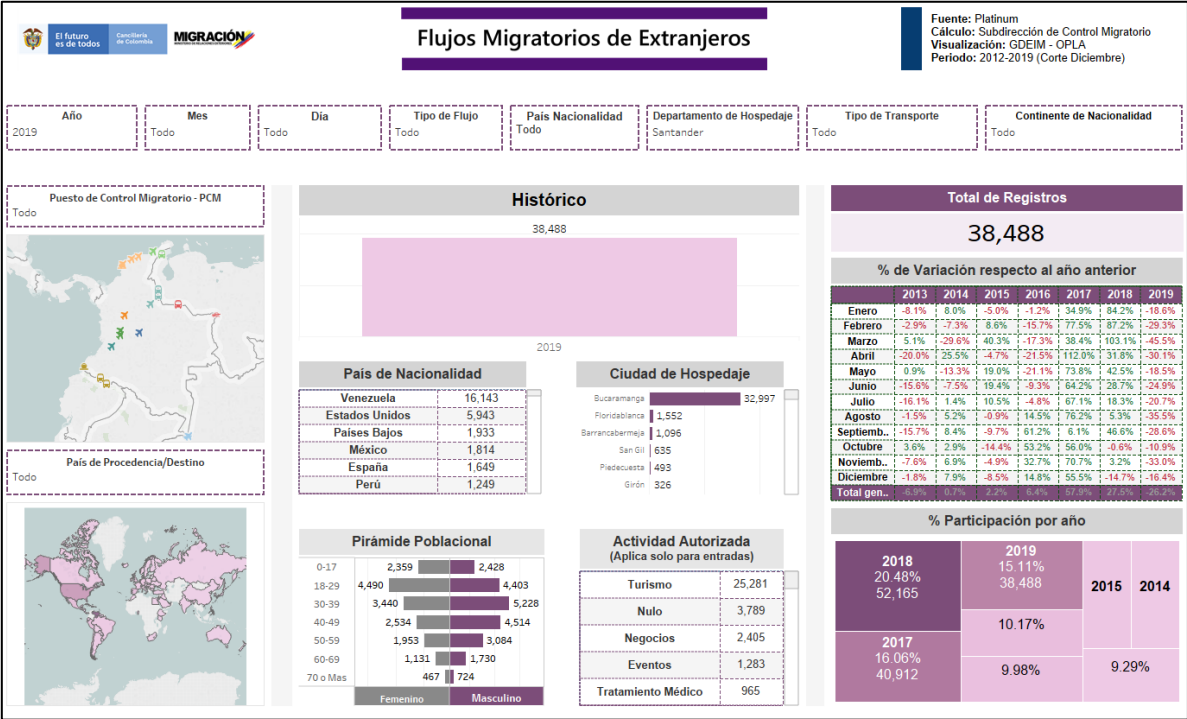 El futuro
es de todos
Cancillería
de Colombia
MIGRACIÓN
MINISTERIO DE RELACIONES EXTERIORES
Flujos Migratorios de Extranjeros
Fuente: Platinum
Cálculo: Subdirección de Control Migratorio
Visualización: GDEIM - OPLA
Periodo: 2012-2019 (Corte Diciembre)
Año
2019
Mes
Todo
Día
Todo
Tipo de Flujo
Todo
País Nacionalidad
Todo
Departamento de Hospedaje
Santander
Tipo de Transporte
Todo
Continente de Nacionalidad
Todo
Puesto de Control Migratorio - PCM
Todo
País de Procedencia/Destino
Todo
Histórico
38,488
2019
País de Nacionalidad
Venezuela 16,143
Estados Unidos 5,943
Países Bajos 1,933
México 1,814
España 1,649
Perú 1,249
Ciudad de Hospedaje
Bucaramanga 32,997
Floridablanca 1,552
Barrancabermeja 1,096
San Gil 635
Piedecuesta 493
Girón 326
Pirámide Poblacional
0-17 2,359 2,428
18-29 4,490 4,403
30-39 3,440 5,228
40-49 2,534 4,514
50-59 1,953 3,084
60-69 1,131 1,730
70 o Mas 467 724
Femenino Masculino
Actividad Autorizada
(Aplica solo para entradas)
Turismo 25,281
Nulo 3,789
Negocios 2,405
Eventos 1,283
Tratamiento Médico 965
Total de Registros
38,488
% de Variación respecto al año anterior
2013 2014 2015 2016 2017 2018 2019
Enero -8.1% 8.0% -5.0% -1.2% 34.9% 84.2% -18.6%
Febrero -2.9% -7.3% 8.6% -15.7% 77.5% 87.2% -29.3%
Marzo 5.1% -29.6% 40.3% -17.3% 38.4% 103.1% -45.5%
Abril -20.0% 25.5% -4.7% -21.5% 112.0% 31.8% -30.1%
Mayo 0.9% -13.3% 19.0% -21.1% 73.8% 42.5% -18.5%
Junio -15.6% -7.5% 19.4% -9.3% 64.2% 28.7% -24.9%
Julio -16.1% 1.4% 10.5% -4.8% 67.1% 18.3% -20.7%
Agosto -1.5% 5.2% -0.9% 14.5% 76.2% 5.3% -35.5%
Septiemb.. -15.7% 8.4% -9.7% 61.2% 6.1% 46.6% -28.6%
Octubre 3.6% 2.9% -14.4% 53.2% 56.0% -0.6% -10.9%
Noviemb.. -7.6% 6.9% -4.9% 32.7% 70.7% 3.2% -33.0%
Diciembre -1.8% 7.9% -8.5% 14.8% 55.5% -14.7% -16.4%
Total gen.. -6.9% 0.7% 2.2% 6.4% 57.9% 27.5% -26.2%
% Participación por año
2018
20.48%
52,165
2017
16.06%
40,912
2019
15.11%
38,488
10.17%
9.98%
2015
2014
9.29%